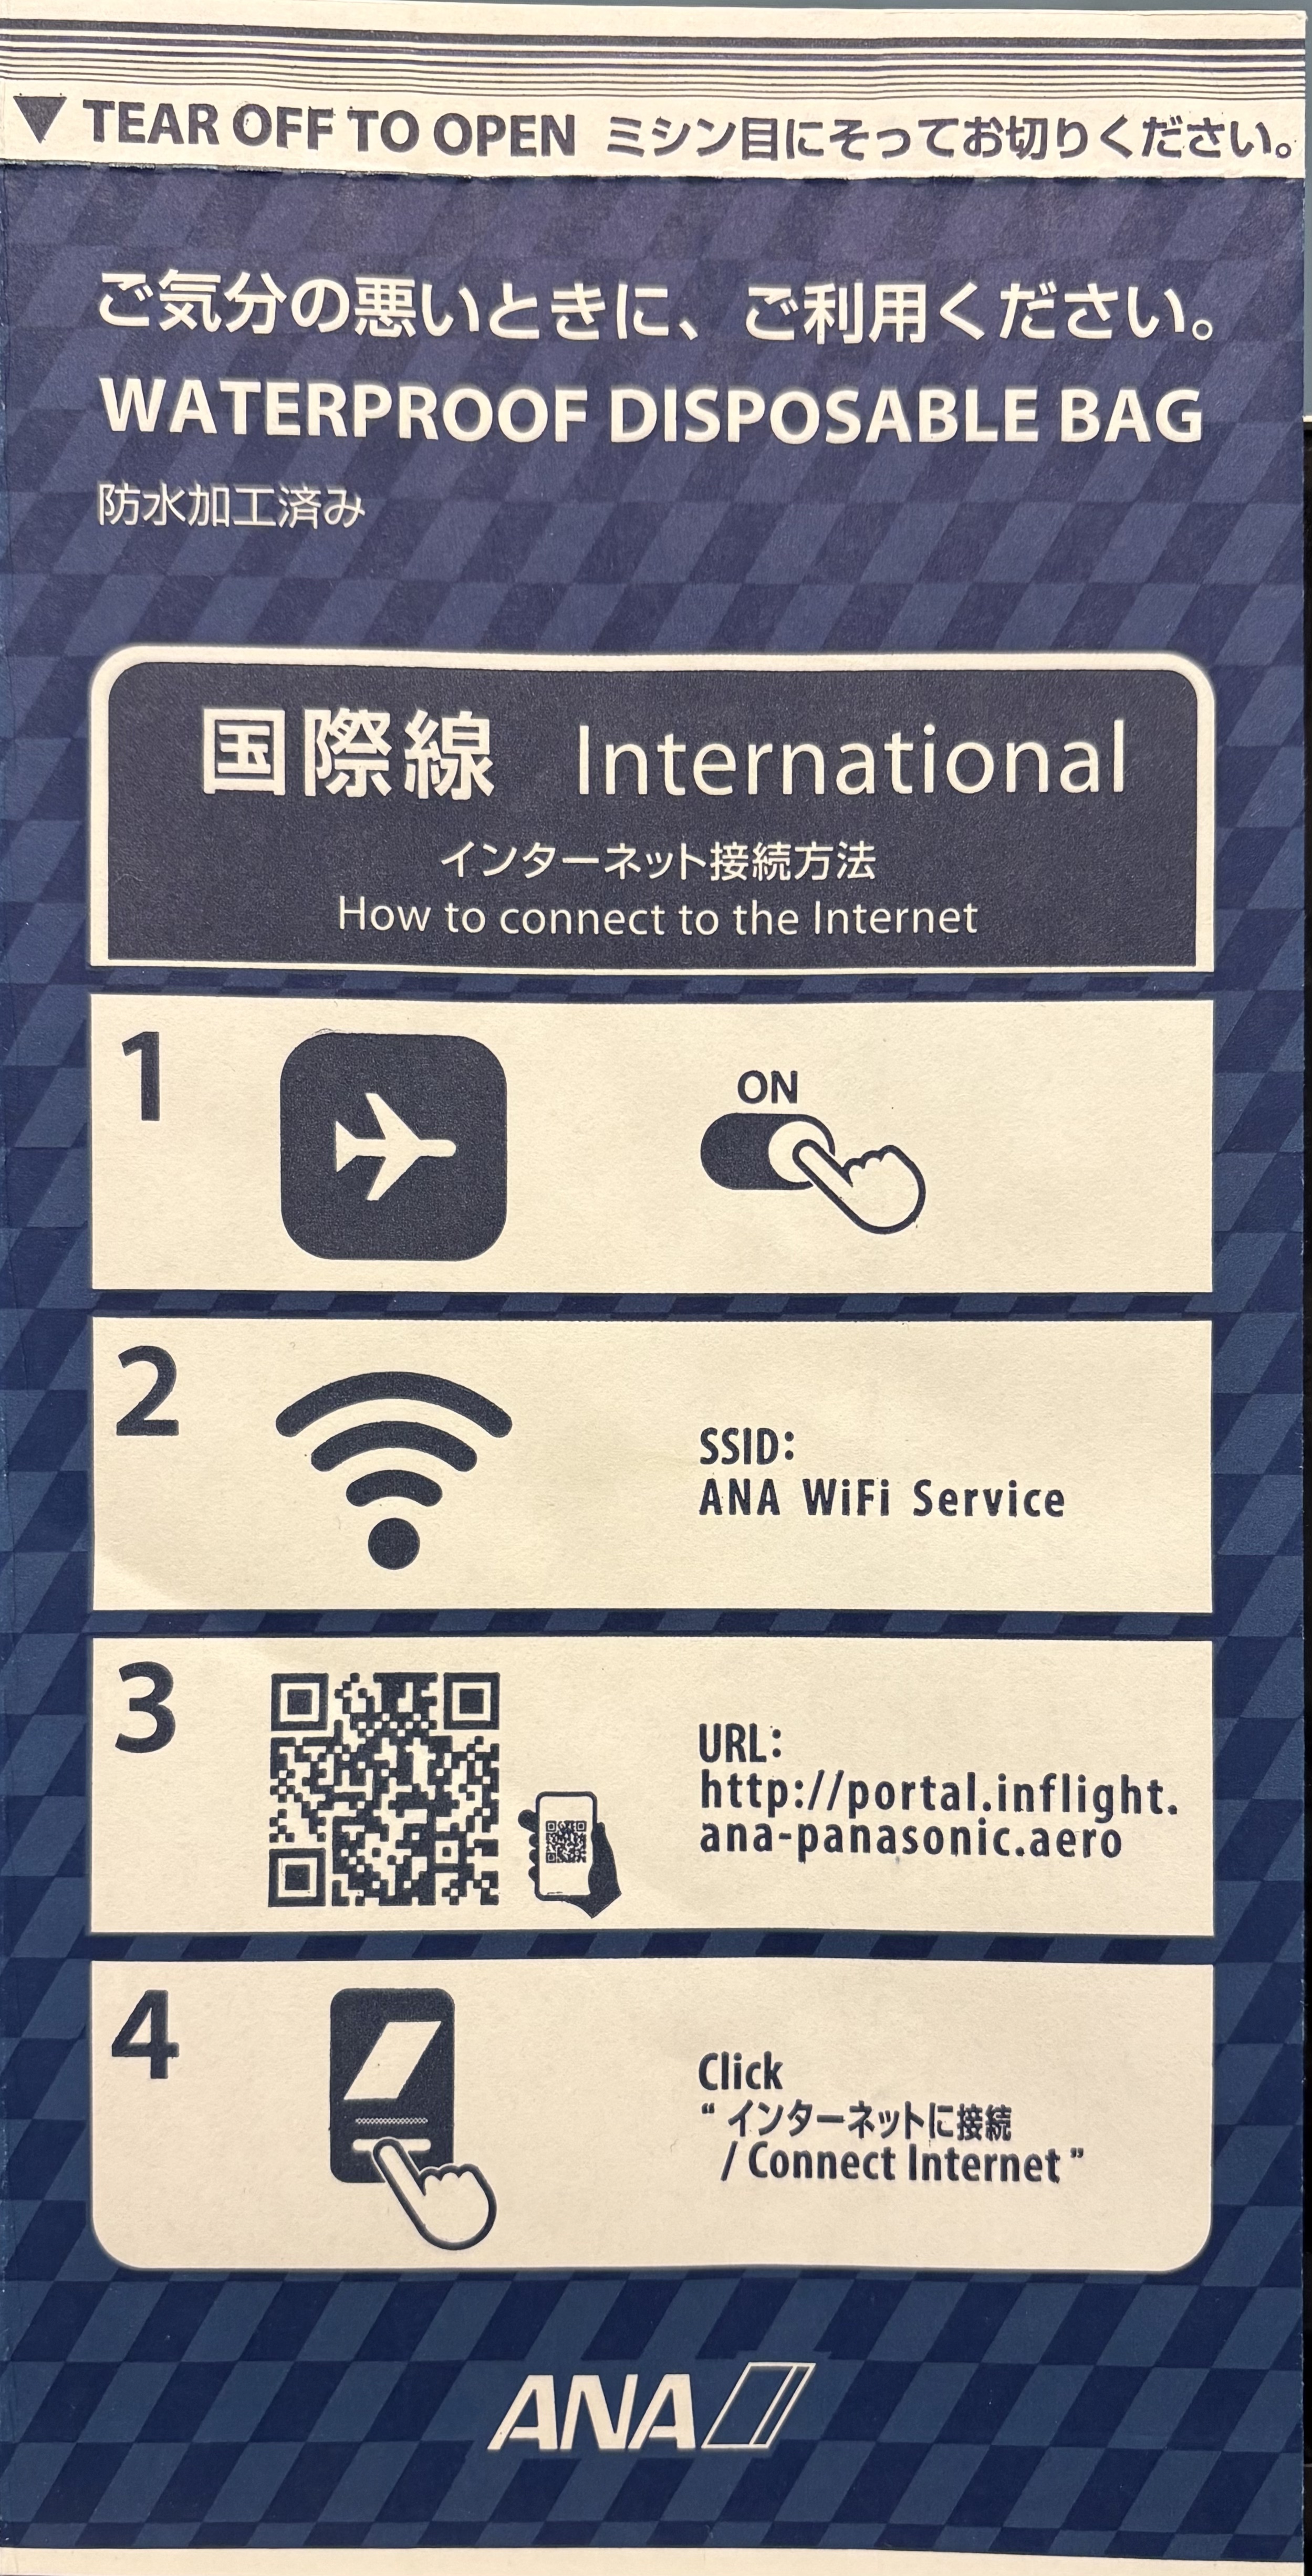 ▼ TEAR OFF TO OPEN ミシン目にそってお切りください。
ご気分の悪いときに、ご利用ください。
WATERPROOF DISPOSABLE BAG
防水加工済み
国際線 International
インターネット接続方法
How to connect to the Internet
1
ON
2
SSID:
ANA WiFi Service
3
URL:
http://portal.inflight.
ana-panasonic.aero
4
Click
“ インターネットに接続
/ Connect Internet ”
ANA